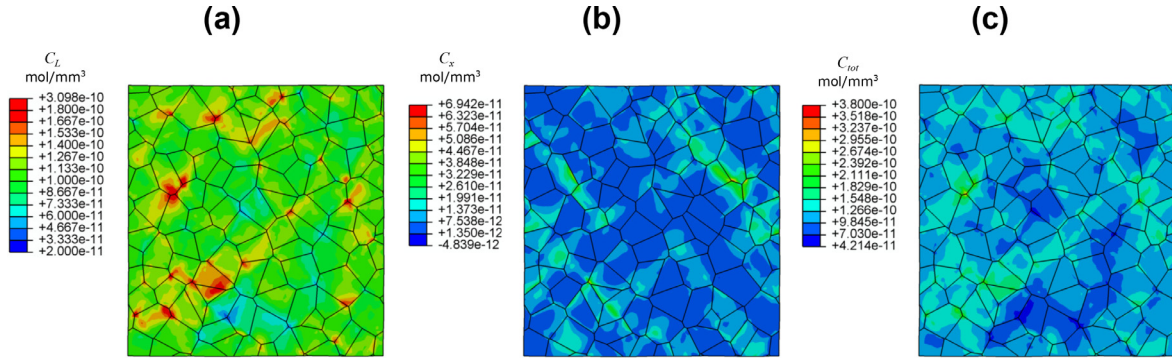 (a)
(b)
(c)
C_L
mol/mm³
+3.098e-10
+1.800e-10
+1.667e-10
+1.533e-10
+1.400e-10
+1.267e-10
+1.133e-10
+1.000e-10
+8.667e-11
+7.333e-11
+6.000e-11
+4.667e-11
+3.333e-11
+2.000e-11
C_x
mol/mm³
+6.942e-11
+6.323e-11
+5.704e-11
+5.086e-11
+4.467e-11
+3.848e-11
+3.229e-11
+2.610e-11
+1.991e-11
+1.373e-11
+7.538e-12
+1.350e-12
-4.839e-12
C_tot
mol/mm³
+3.800e-10
+3.518e-10
+3.237e-10
+2.955e-10
+2.674e-10
+2.392e-10
+2.111e-10
+1.829e-10
+1.548e-10
+1.266e-10
+9.845e-11
+7.030e-11
+4.214e-11